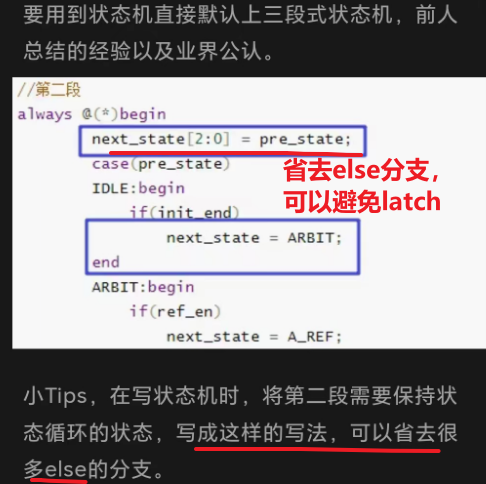 要用到状态机直接默认上三段式状态机，前人
总结的经验以及业界公认。
//第二段
always @(*)begin
next_state[2:0] = pre_state;
case(pre_state)
省去else分支，
IDLE:begin
可以避免latch
if(init_end)
next_state = ARBIT;
end
ARBIT:begin
if(ref_en)
next_state = A_REF;
小Tips，在写状态机时，将第二段需要保持状
态循环的状态，写成这样的写法，可以省去很
多else的分支。